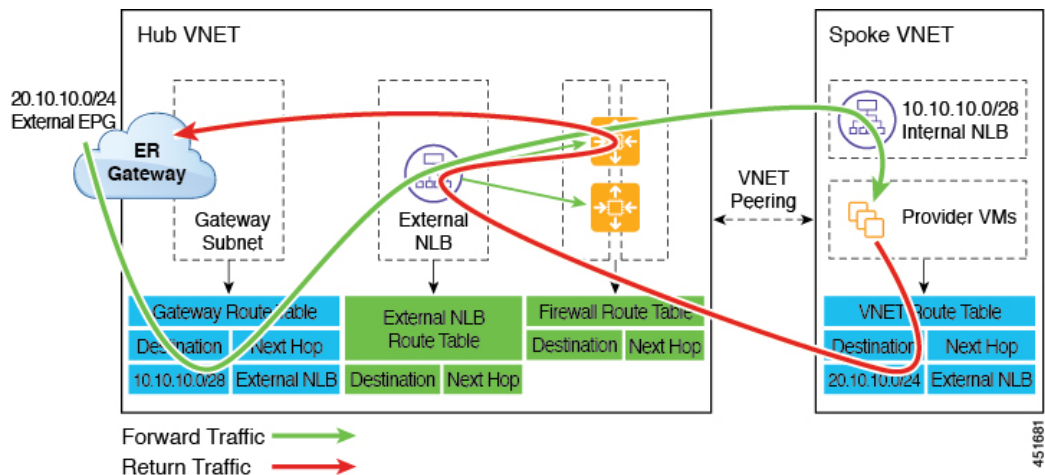 Hub VNET
Spoke VNET
20.10.10.0/24
External EPG
ER
Gateway
Gateway
Subnet
External
NLB
VNET
Peering
10.10.10.0/28
Internal NLB
Provider VMs
Gateway Route Table
Destination
Next Hop
10.10.10.0/28
External NLB
External NLB
Route Table
Destination
Next Hop
Firewall Route Table
Destination
Next Hop
VNET Route Table
Destination
Next Hop
20.10.10.0/24
External NLB
Forward Traffic
Return Traffic
451681